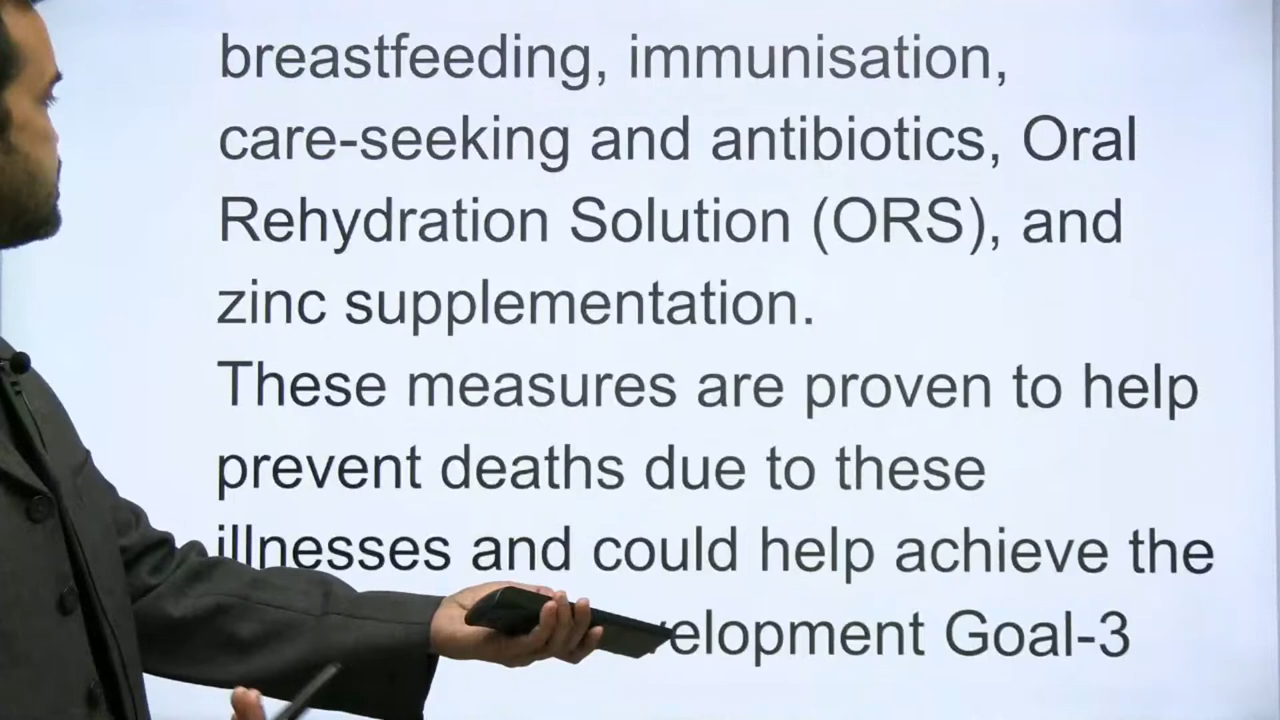 breastfeeding, immunisation,
care-seeking and antibiotics, Oral
Rehydration Solution (ORS), and
zinc supplementation.
These measures are proven to help
prevent deaths due to these
illnesses and could help achieve the
Goal-3